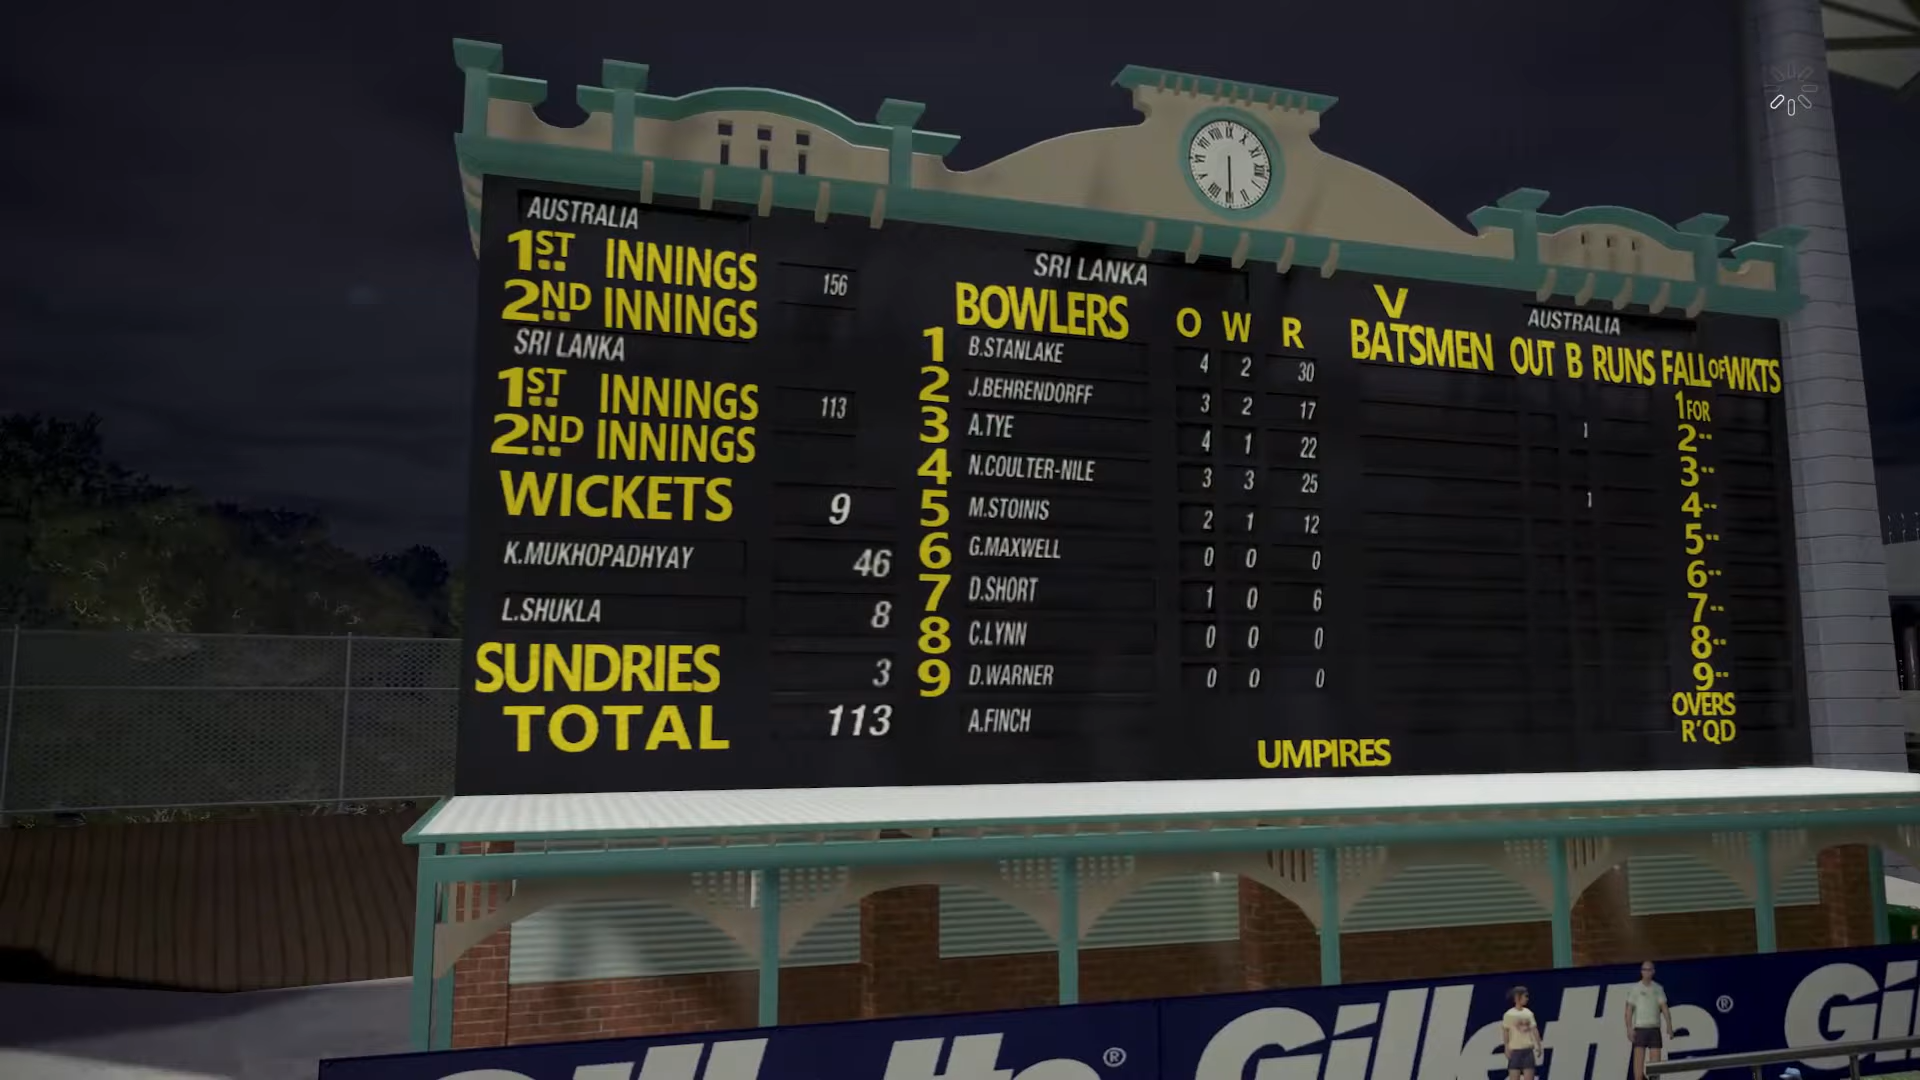 AUSTRALIA
1ST INNINGS 156
2ND INNINGS
SRI LANKA
1ST INNINGS 113
2ND INNINGS
WICKETS 9
K.MUKHOPADHYAY 46
L.SHUKLA 8
SUNDRIES 3
TOTAL 113
SRI LANKA V AUSTRALIA
BOWLERS O W R
1 B.STANLAKE 4 2 30
2 J.BEHRENDORFF 3 2 17
3 A.TYE 4 1 22
4 N.COULTER-NILE 3 3 25
5 M.STOINIS 2 1 12
6 G.MAXWELL 0 0 0
7 D.SHORT 1 0 6
8 C.LYNN 0 0 0
9 D.WARNER 0 0 0
A.FINCH
UMPIRES
BATSMEN OUT B RUNS FALL OF WKTS
1 FOR
1
2"
3"
1
4"
5"
6"
7"
8"
9"
OVERS
R'QD
Gillette® Gillette® Gi